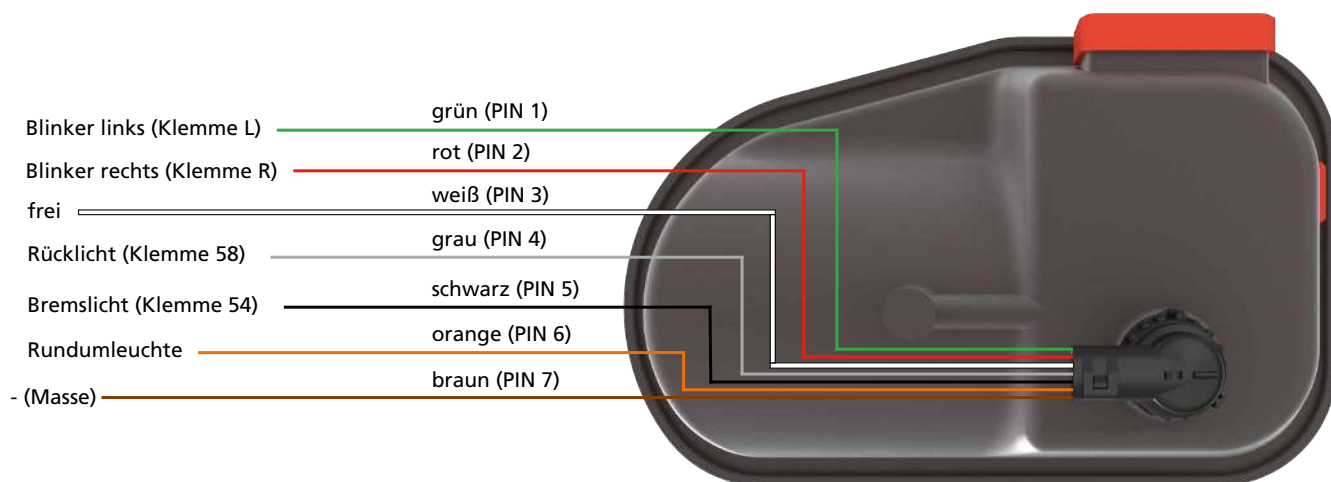 Blinker links (Klemme L)
grün (PIN 1)
Blinker rechts (Klemme R)
rot (PIN 2)
frei
weiß (PIN 3)
Rücklicht (Klemme 58)
grau (PIN 4)
Bremslicht (Klemme 54)
schwarz (PIN 5)
Rundumleuchte
orange (PIN 6)
- (Masse)
braun (PIN 7)